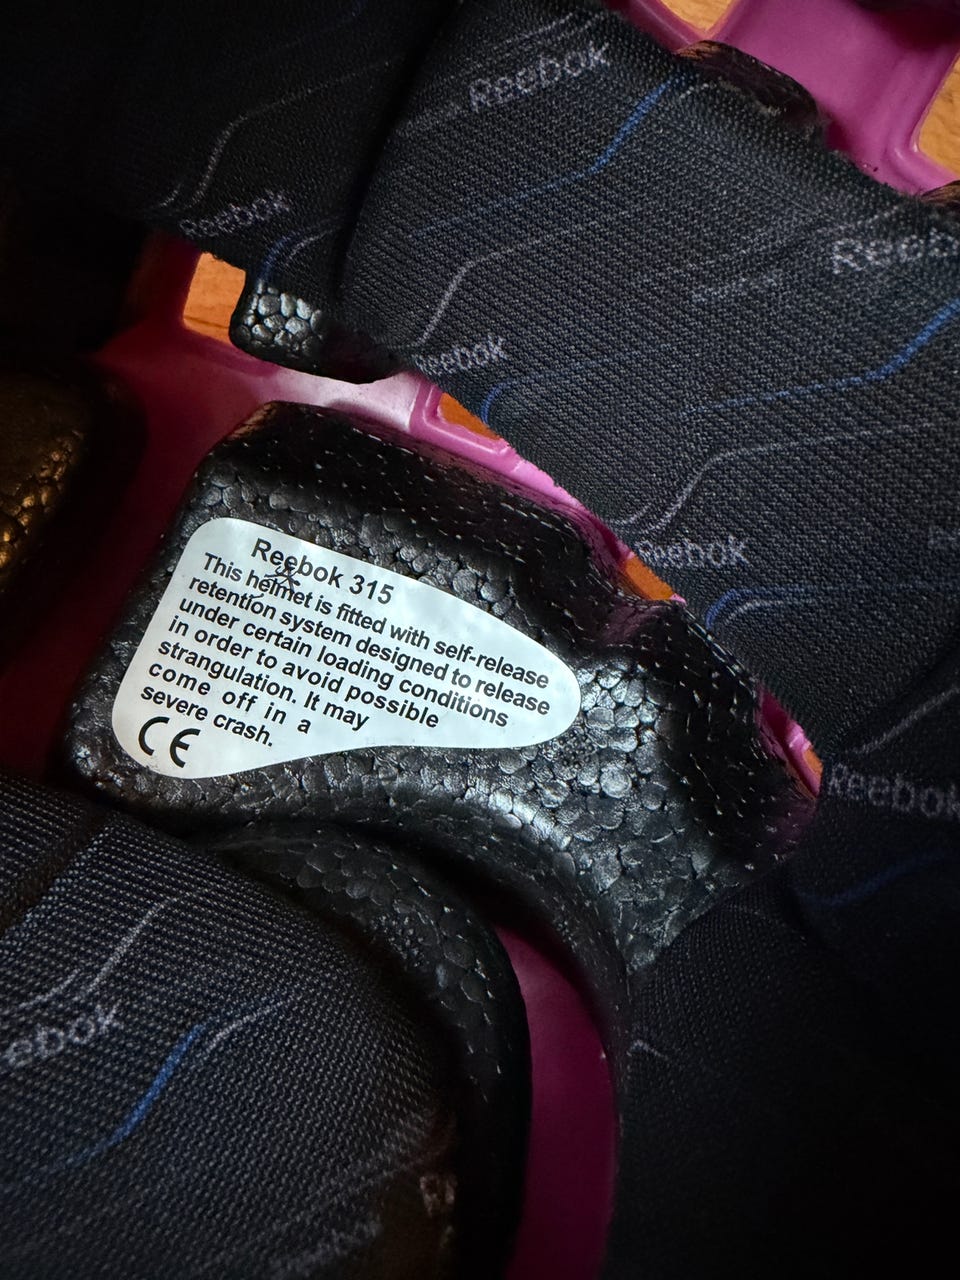 Reebok
Reebok
Reebok
Reebok
Reebok
Reebok 315
This helmet is fitted with self-release
retention system designed to release
under certain loading conditions
in order to avoid possible
strangulation. It may
come off in a
severe crash.
CE
Reebok
ebok